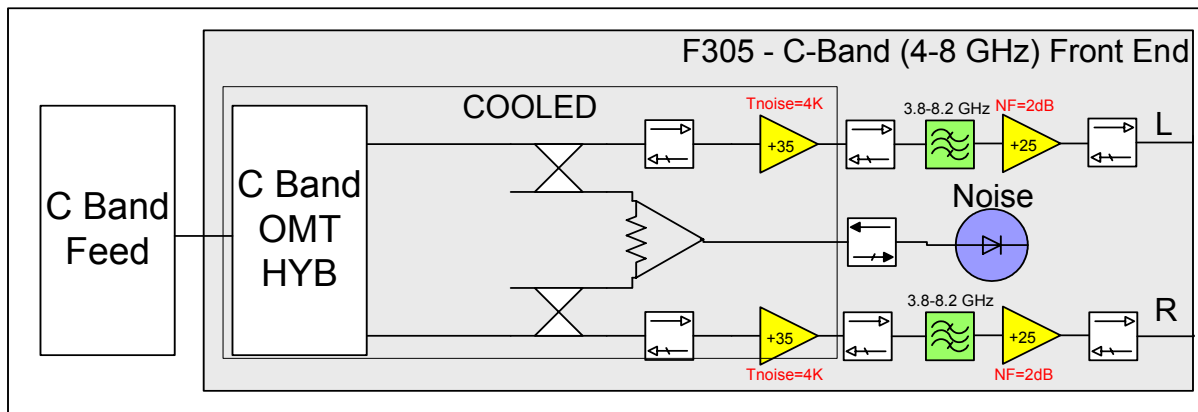 F305 - C-Band (4-8 GHz) Front End
COOLED
Tnoise=4K
3.8-8.2 GHz
NF=2dB
L
+35
+25
C Band
Feed
C Band
OMT
HYB
Noise
3.8-8.2 GHz
R
+35
+25
Tnoise=4K
NF=2dB